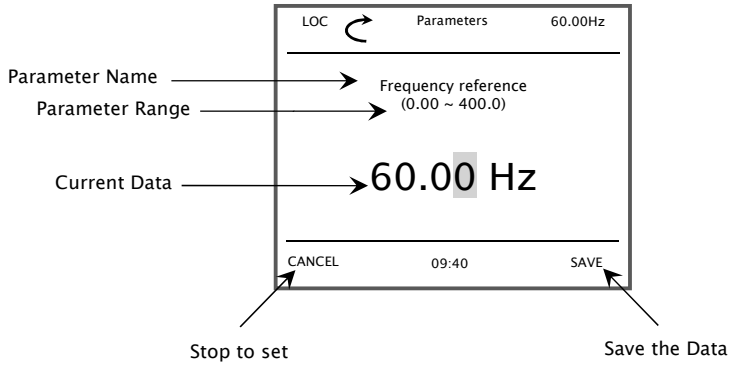 LOC Parameters 60.00Hz
Parameter Name
Frequency reference
Parameter Range
(0.00 ~ 400.0)
Current Data
60.00 Hz
CANCEL 09:40 SAVE
Stop to set
Save the Data